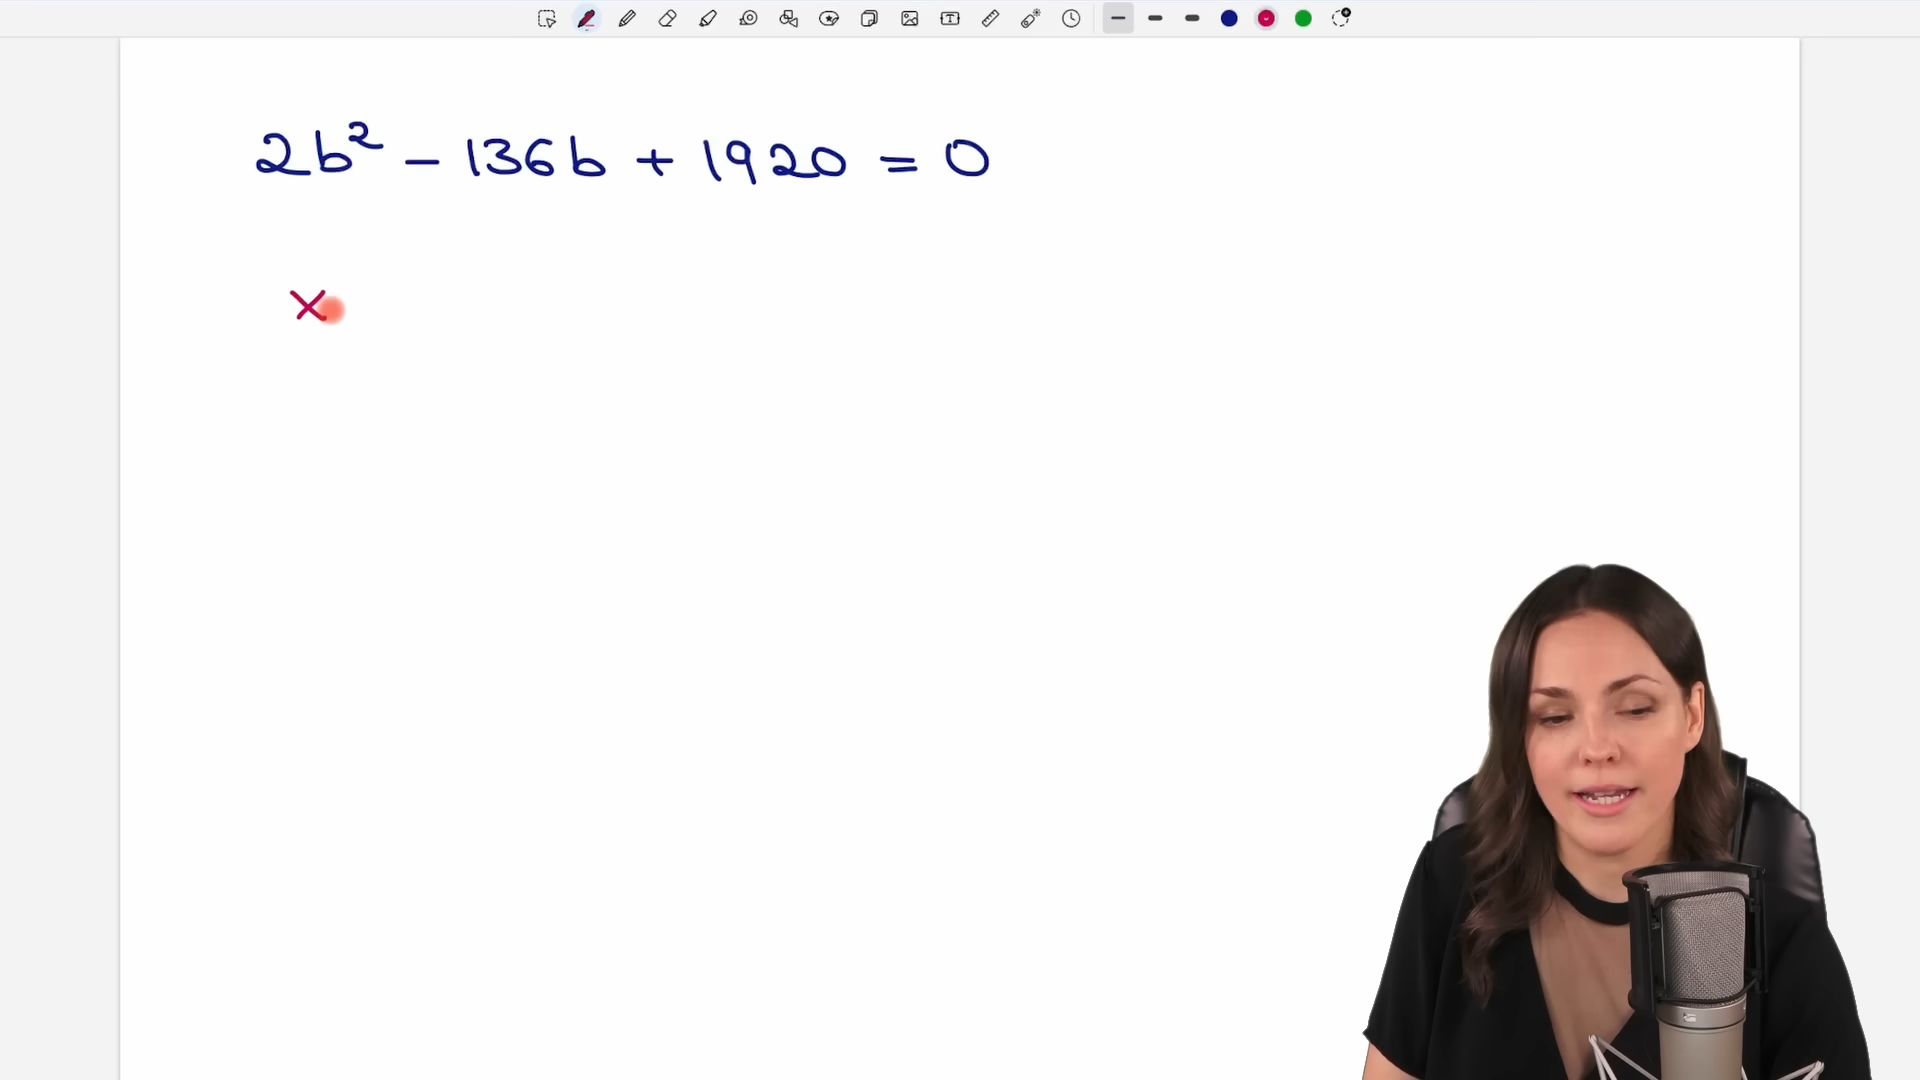 2b² - 136b + 1920 = 0
x